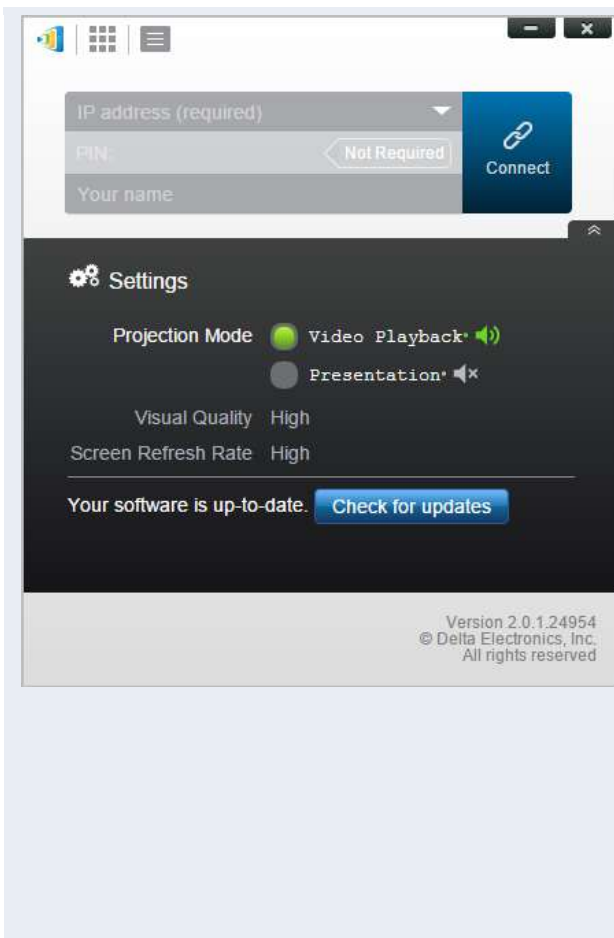 IP address (required)
PIN:
Not Required
Your name
Connect
Settings
Projection Mode
Video Playback
Presentation
Visual Quality High
Screen Refresh Rate High
Your software is up-to-date. Check for updates
Version 2.0.1.24954
© Delta Electronics, Inc.
All rights reserved